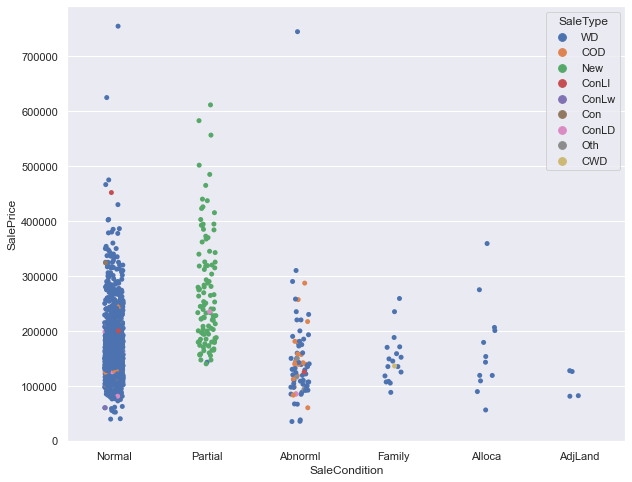 SaleType
WD
COD
New
ConLI
ConLw
Con
ConLD
Oth
CWD
SalePrice
700000
600000
500000
400000
300000
200000
100000
0
Normal Partial Abnorml Family Alloca AdjLand
SaleCondition